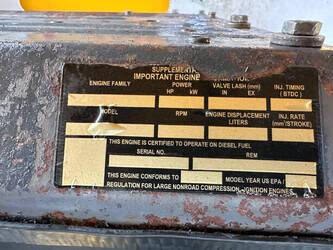 SUPPLEMENT
IMPORTANT ENGINE
ENGINE FAMILY POWER VALVE LASH (mm) INJ. TIMING
HP kW IN EX (BTDC)
MODEL RPM ENGINE DISPLACEMENT INJ. RATE
LITERS (mm³/STROKE)
THIS ENGINE IS CERTIFIED TO OPERATE ON DIESEL FUEL
SERIAL NO. REM
THIS ENGINE CONFORMS TO MODEL YEAR US EPA /
REGULATION FOR LARGE NONROAD COMPRESSION, IGNITION ENGINES.